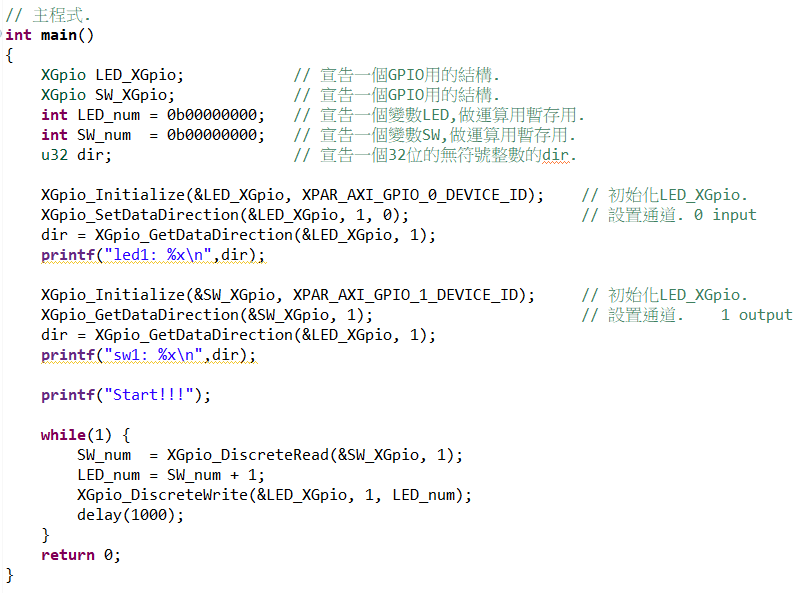 // 主程式.
int main()
{
    XGpio LED_XGpio;            // 宣告一個GPIO用的結構.
    XGpio SW_XGpio;             // 宣告一個GPIO用的結構.
    int LED_num = 0b00000000;   // 宣告一個變數LED,做運算用暫存用.
    int SW_num  = 0b00000000;   // 宣告一個變數SW,做運算用暫存用.
    u32 dir;                    // 宣告一個32位的無符號整數的dir.

    XGpio_Initialize(&LED_XGpio, XPAR_AXI_GPIO_0_DEVICE_ID);    // 初始化LED_XGpio.
    XGpio_SetDataDirection(&LED_XGpio, 1, 0);                   // 設置通道. 0 input
    dir = XGpio_GetDataDirection(&LED_XGpio, 1);
    printf("led1: %x\n",dir);

    XGpio_Initialize(&SW_XGpio, XPAR_AXI_GPIO_1_DEVICE_ID);     // 初始化LED_XGpio.
    XGpio_GetDataDirection(&SW_XGpio, 1);                       // 設置通道.    1 output
    dir = XGpio_GetDataDirection(&LED_XGpio, 1);
    printf("sw1: %x\n",dir);

    printf("Start!!!");

    while(1) {
        SW_num  = XGpio_DiscreteRead(&SW_XGpio, 1);
        LED_num = SW_num + 1;
        XGpio_DiscreteWrite(&LED_XGpio, 1, LED_num);
        delay(1000);
    }
    return 0;
}